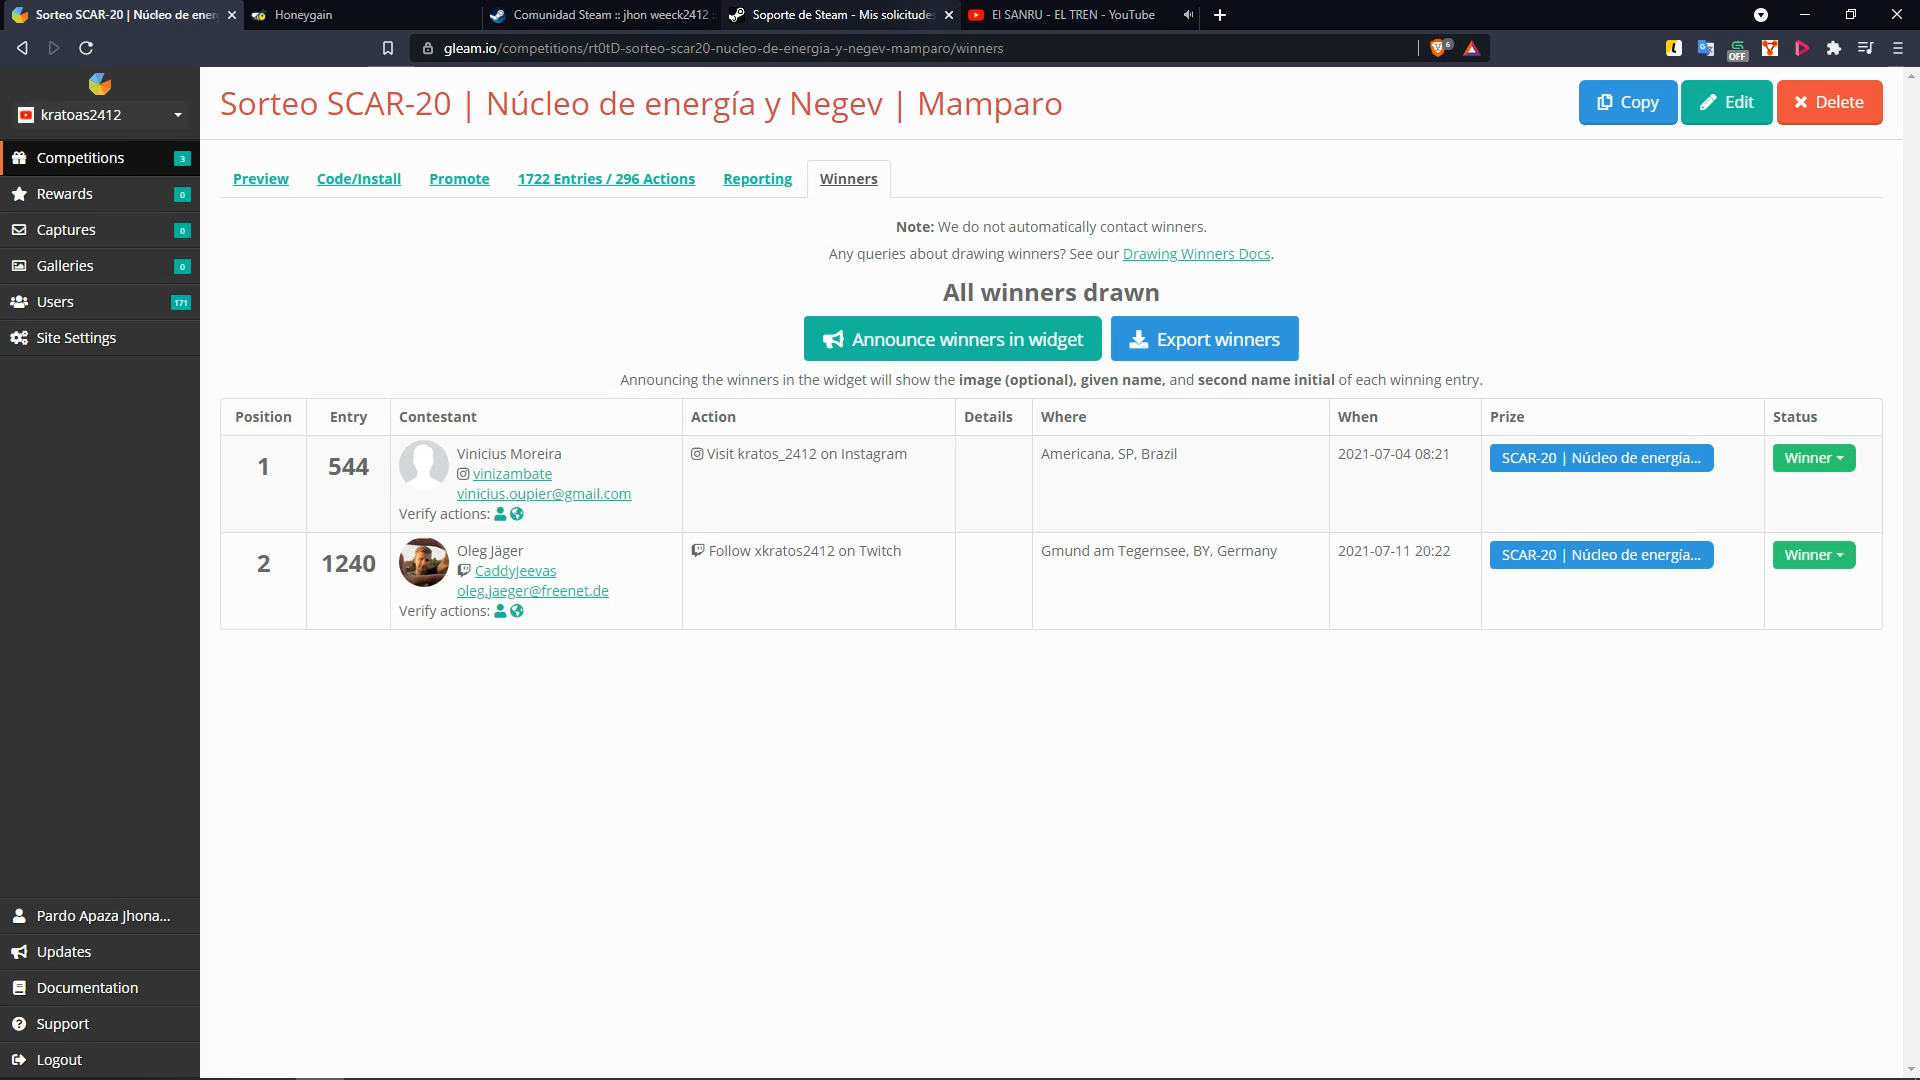 Sorteo SCAR-20 | Núcleo de ener
Honeygain
Comunidad Steam :: jhon weeck2412 ::
Soporte de Steam - Mis solicitudes
El SANRU - EL TREN - YouTube
gleam.io/competitions/rt0tD-sorteo-scar20-nucleo-de-energia-y-negev-mamparo/winners
6
OFF
kratoas2412
Competitions 3
Rewards 0
Captures 0
Galleries 0
Users 171
Site Settings
Pardo Apaza Jhona...
Updates
Documentation
Support
Logout
Sorteo SCAR-20 | Núcleo de energía y Negev | Mamparo
Copy
Edit
Delete
Preview
Code/Install
Promote
1722 Entries / 296 Actions
Reporting
Winners
Note: We do not automatically contact winners.
Any queries about drawing winners? See our Drawing Winners Docs.
All winners drawn
Announce winners in widget
Export winners
Announcing the winners in the widget will show the image (optional), given name, and second name initial of each winning entry.
Position Entry Contestant Action Details Where When Prize Status
1 544 Vinicius Moreira Visit kratos_2412 on Instagram Americana, SP, Brazil 2021-07-04 08:21 SCAR-20 | Núcleo de energía... Winner
vinizambate
vinicius.oupier@gmail.com
Verify actions:
2 1240 Oleg Jäger Follow xkratos2412 on Twitch Gmund am Tegernsee, BY, Germany 2021-07-11 20:22 SCAR-20 | Núcleo de energía... Winner
CaddyJeevas
oleg.jaeger@freenet.de
Verify actions: